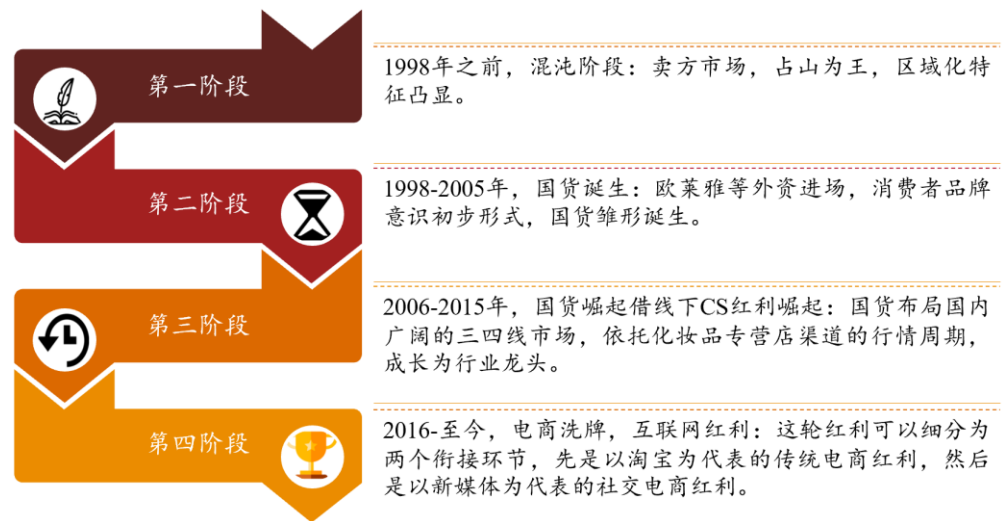 第一阶段
1998年之前，混沌阶段：卖方市场，占山为王，区域化特
征凸显。
第二阶段
1998-2005年，国货诞生：欧莱雅等外资进场，消费者品牌
意识初步形式，国货雏形诞生。
第三阶段
2006-2015年，国货崛起借线下CS红利崛起：国货布局国内
广阔的三四线市场，依托化妆品专营店渠道的行情周期，
成长为行业龙头。
第四阶段
2016-至今，电商洗牌，互联网红利：这轮红利可以细分为
两个衔接环节，先是以淘宝为代表的传统电商红利，然后
是以新媒体为代表的社交电商红利。